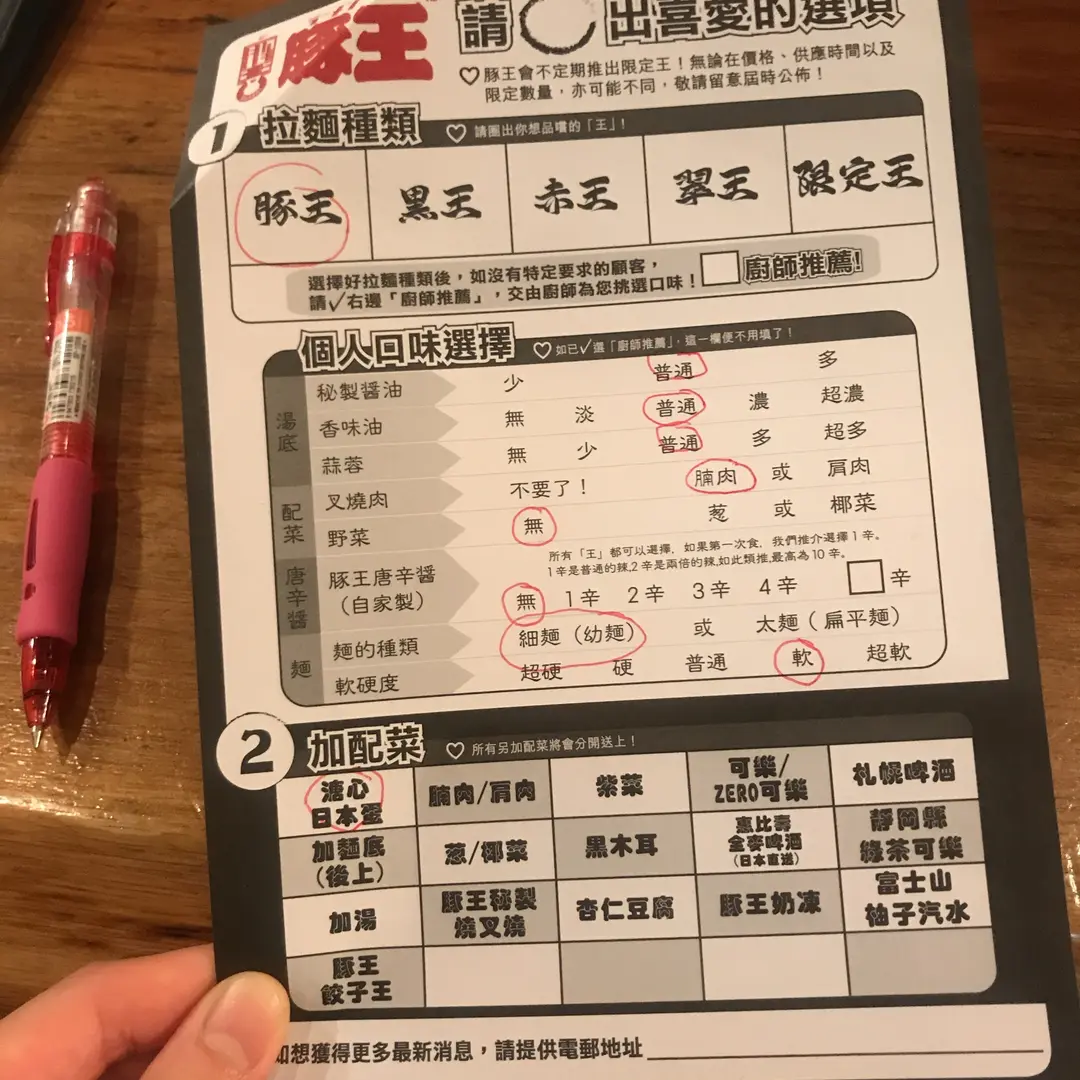 豚王
請 出喜愛的選項
♡豚王會不定期推出限定王！無論在價格、供應時間以及
限定數量，亦可能不同，敬請留意屆時公佈！
1 拉麵種類 ♡ 請圈出你想品嚐的「王」！
豚王 黒王 赤王 翠王 限定王
選擇好拉麵種類後，如沒有特定要求的顧客，
請✓右邊「廚師推薦」，交由廚師為您挑選口味！ 廚師推薦!
個人口味選擇 ♡ 如已✓選「廚師推薦」，這一欄便不用填了！
湯底
秘製醬油 少 普通 多
香味油 無 淡 普通 濃 超濃
蒜蓉 無 少 普通 多 超多
配菜
叉燒肉 不要了！ 腩肉 或 肩肉
野菜 無 葱 或 椰菜
唐辛醬
所有「王」都可以選擇，如果第一次食，我們推介選擇1辛。
1辛是普通的辣,2辛是兩倍的辣,如此類推,最高為10辛。
豚王唐辛醬
（自家製） 無 1辛 2辛 3辛 4辛 辛
麵
麵的種類 細麵（幼麵） 或 太麵（扁平麵）
軟硬度 超硬 硬 普通 軟 超軟
2 加配菜 ♡ 所有另加配菜將會分開送上！
溏心
日本蛋
腩肉/肩肉
紫菜
可樂/
ZERO可樂
札幌啤酒
加麵底
（後上）
葱/椰菜
黒木耳
惠比壽
全麥啤酒
（日本直送）
靜岡縣
綠茶可樂
加湯
豚王秘製
燒叉燒
杏仁豆腐
豚王奶凍
富士山
柚子汽水
豚王
餃子王
如想獲得更多最新消息，請提供電郵地址